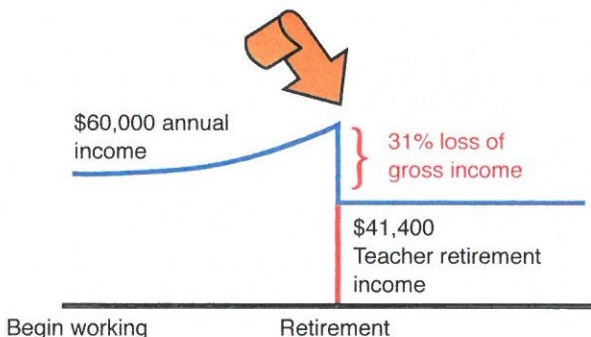 $60,000 annual
income
31% loss of
gross income
$41,400
Teacher retirement
income
Begin working
Retirement